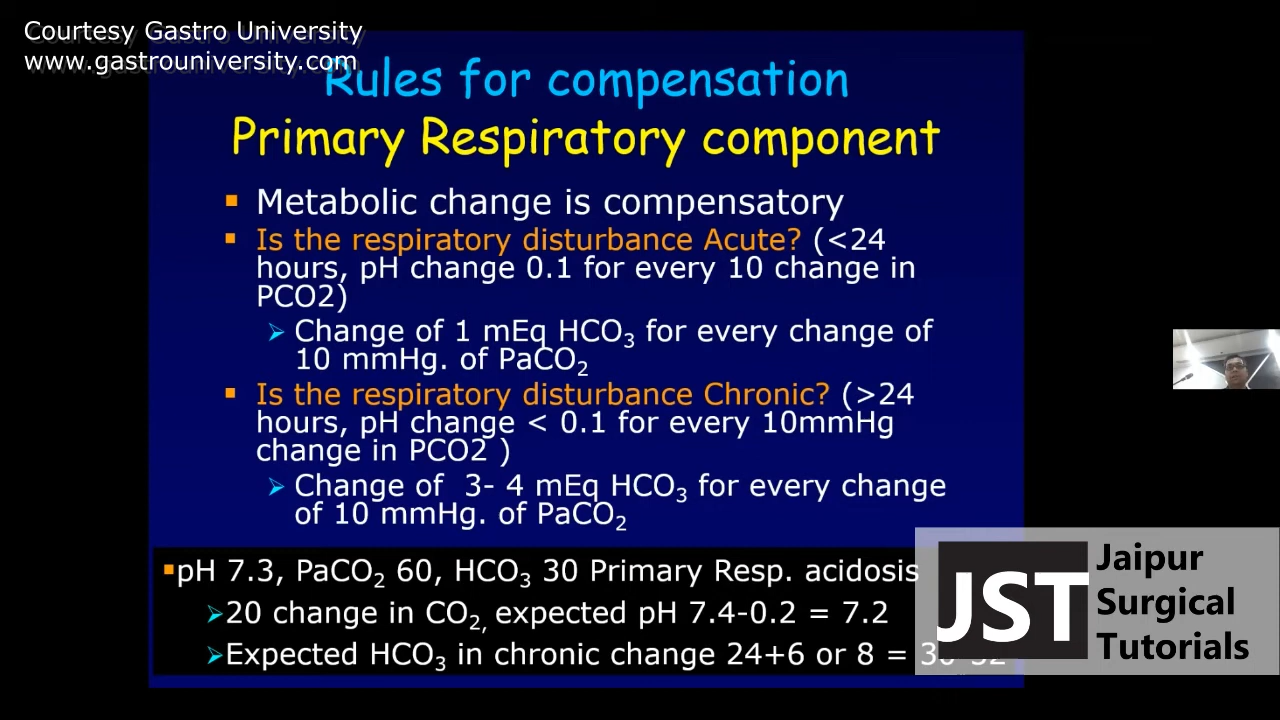 Courtesy Gastro University
www.gastrouniversity.com
Rules for compensation
Primary Respiratory component
▪ Metabolic change is compensatory
▪ Is the respiratory disturbance Acute? (<24
hours, pH change 0.1 for every 10 change in
PCO2)
➢ Change of 1 mEq HCO₃ for every change of
10 mmHg. of PaCO₂
▪ Is the respiratory disturbance Chronic? (>24
hours, pH change < 0.1 for every 10mmHg
change in PCO2 )
➢ Change of 3- 4 mEq HCO₃ for every change
of 10 mmHg. of PaCO₂
▪pH 7.3, PaCO₂ 60, HCO₃ 30 Primary Resp. acidosis
➢20 change in CO₂, expected pH 7.4-0.2 = 7.2
➢Expected HCO₃ in chronic change 24+6 or 8 = 30-32
JST
Jaipur
Surgical
Tutorials